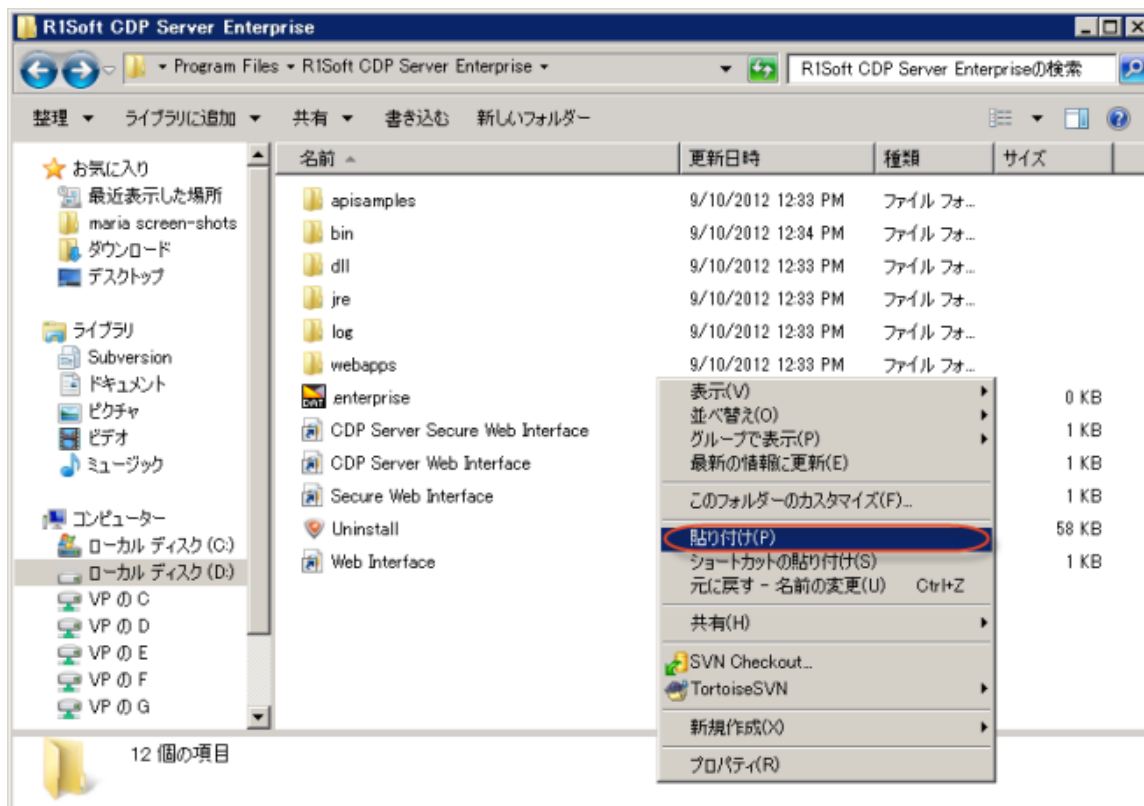 R1Soft CDP Server Enterprise
Program Files R1Soft CDP Server Enterprise
R1Soft CDP Server Enterpriseの検索
整理 ライブラリに追加 共有 書き込む 新しいフォルダー
名前 更新日時 種類 サイズ
お気に入り
最近表示した場所
maria screen-shots
ダウンロード
デスクトップ
ライブラリ
Subversion
ドキュメント
ピクチャ
ビデオ
ミュージック
コンピューター
ローカル ディスク (C:)
ローカル ディスク (D:)
VP の C
VP の D
VP の E
VP の F
VP の G
apisamples 9/10/2012 12:33 PM ファイル フォ...
bin 9/10/2012 12:34 PM ファイル フォ...
dll 9/10/2012 12:33 PM ファイル フォ...
jre 9/10/2012 12:33 PM ファイル フォ...
log 9/10/2012 12:33 PM ファイル フォ...
webapps 9/10/2012 12:33 PM ファイル フォ...
DAT
.enterprise 0 KB
CDP Server Secure Web Interface 1 KB
CDP Server Web Interface 1 KB
Secure Web Interface 1 KB
Uninstall 58 KB
Web Interface 1 KB
表示(V)
並べ替え(O)
グループで表示(P)
最新の情報に更新(E)
このフォルダーのカスタマイズ(F)...
貼り付け(P)
ショートカットの貼り付け(S)
元に戻す - 名前の変更(U) Ctrl+Z
共有(H)
SVN Checkout...
TortoiseSVN
新規作成(X)
プロパティ(R)
12 個の項目